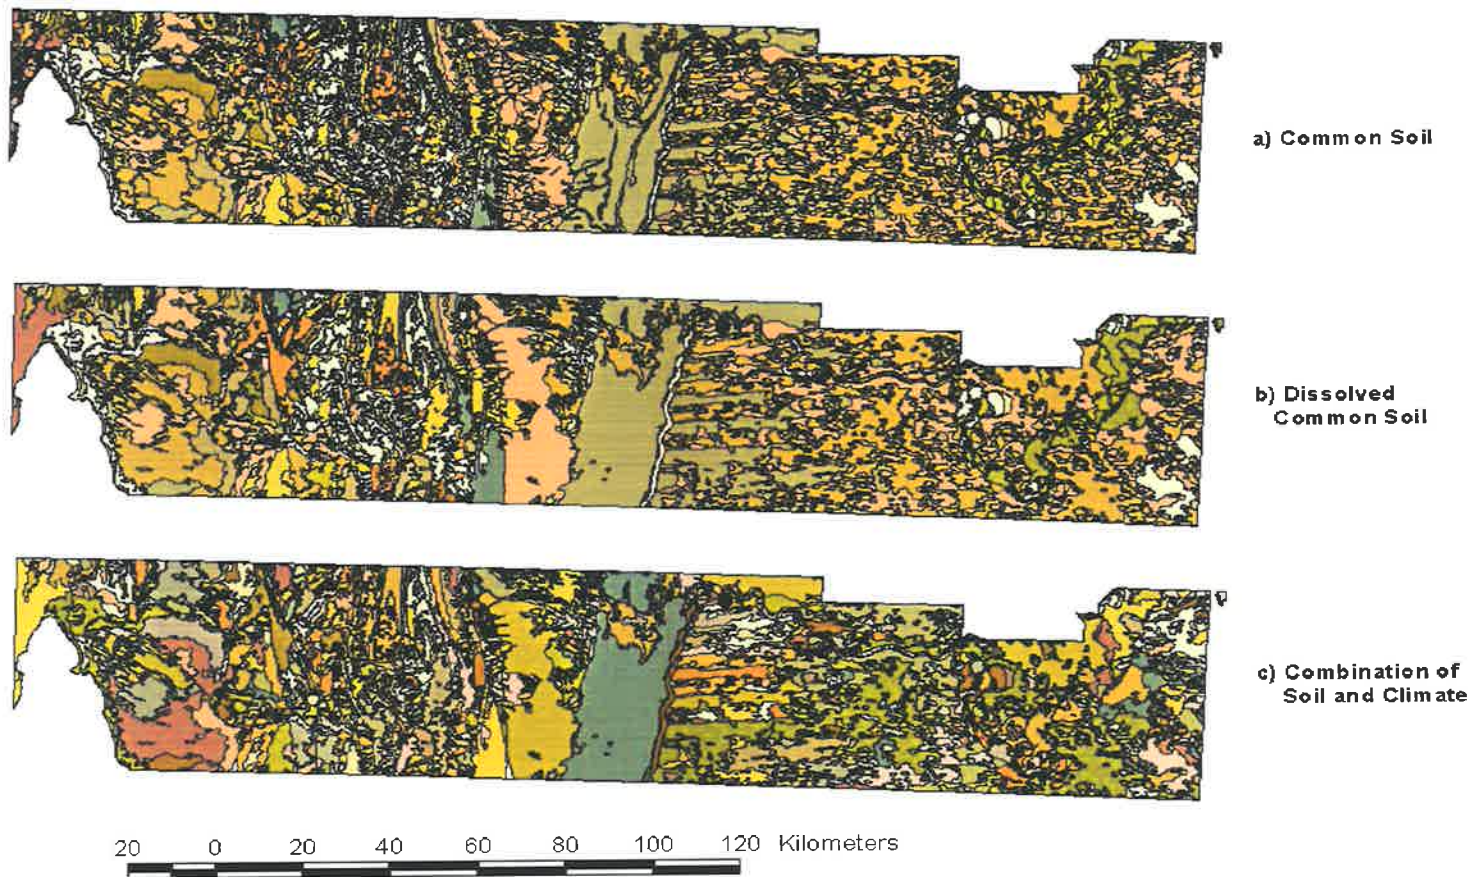 a) Common Soil
b) Dissolved
Common Soil
c) Combination of
Soil and Climate
20 0 20 40 60 80 100 120 Kilometers